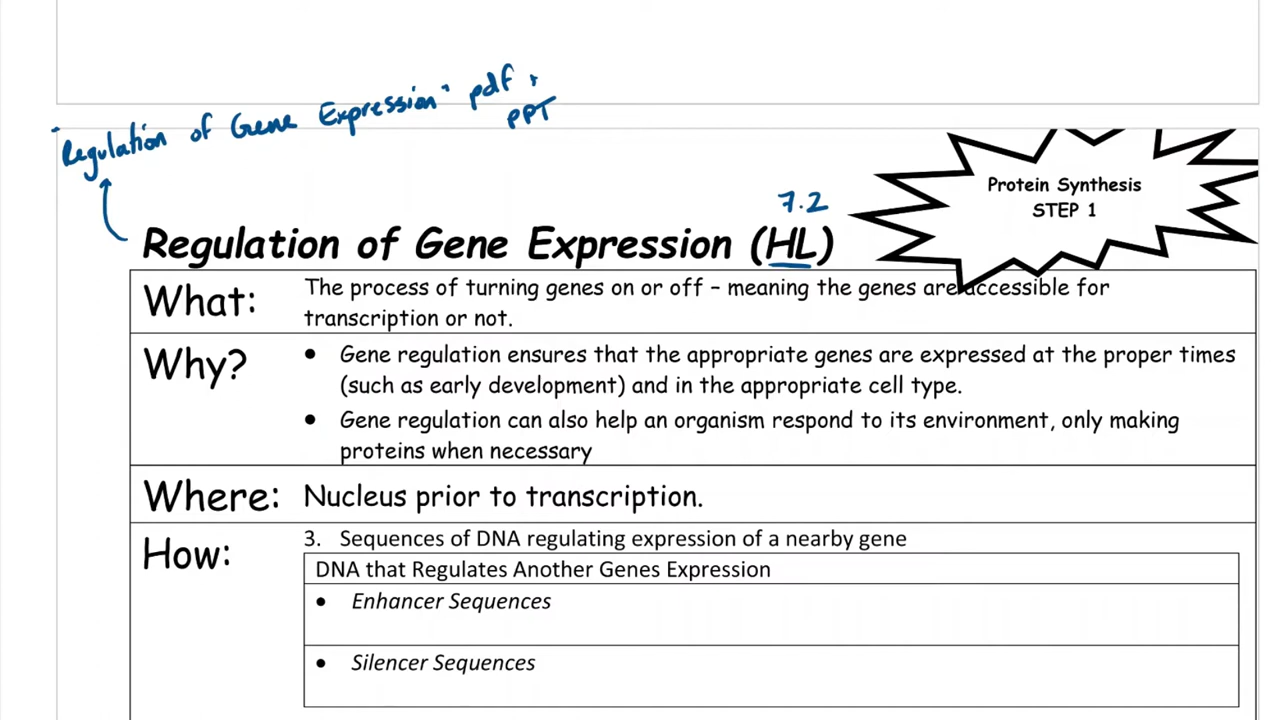 "Regulation of Gene Expression" pdf +
PPT
Protein Synthesis
STEP 1
7.2
Regulation of Gene Expression (HL)
What:
The process of turning genes on or off – meaning the genes are accessible for
transcription or not.
Why?
• Gene regulation ensures that the appropriate genes are expressed at the proper times
(such as early development) and in the appropriate cell type.
• Gene regulation can also help an organism respond to its environment, only making
proteins when necessary
Where:
Nucleus prior to transcription.
How:
3. Sequences of DNA regulating expression of a nearby gene
DNA that Regulates Another Genes Expression
• Enhancer Sequences
• Silencer Sequences